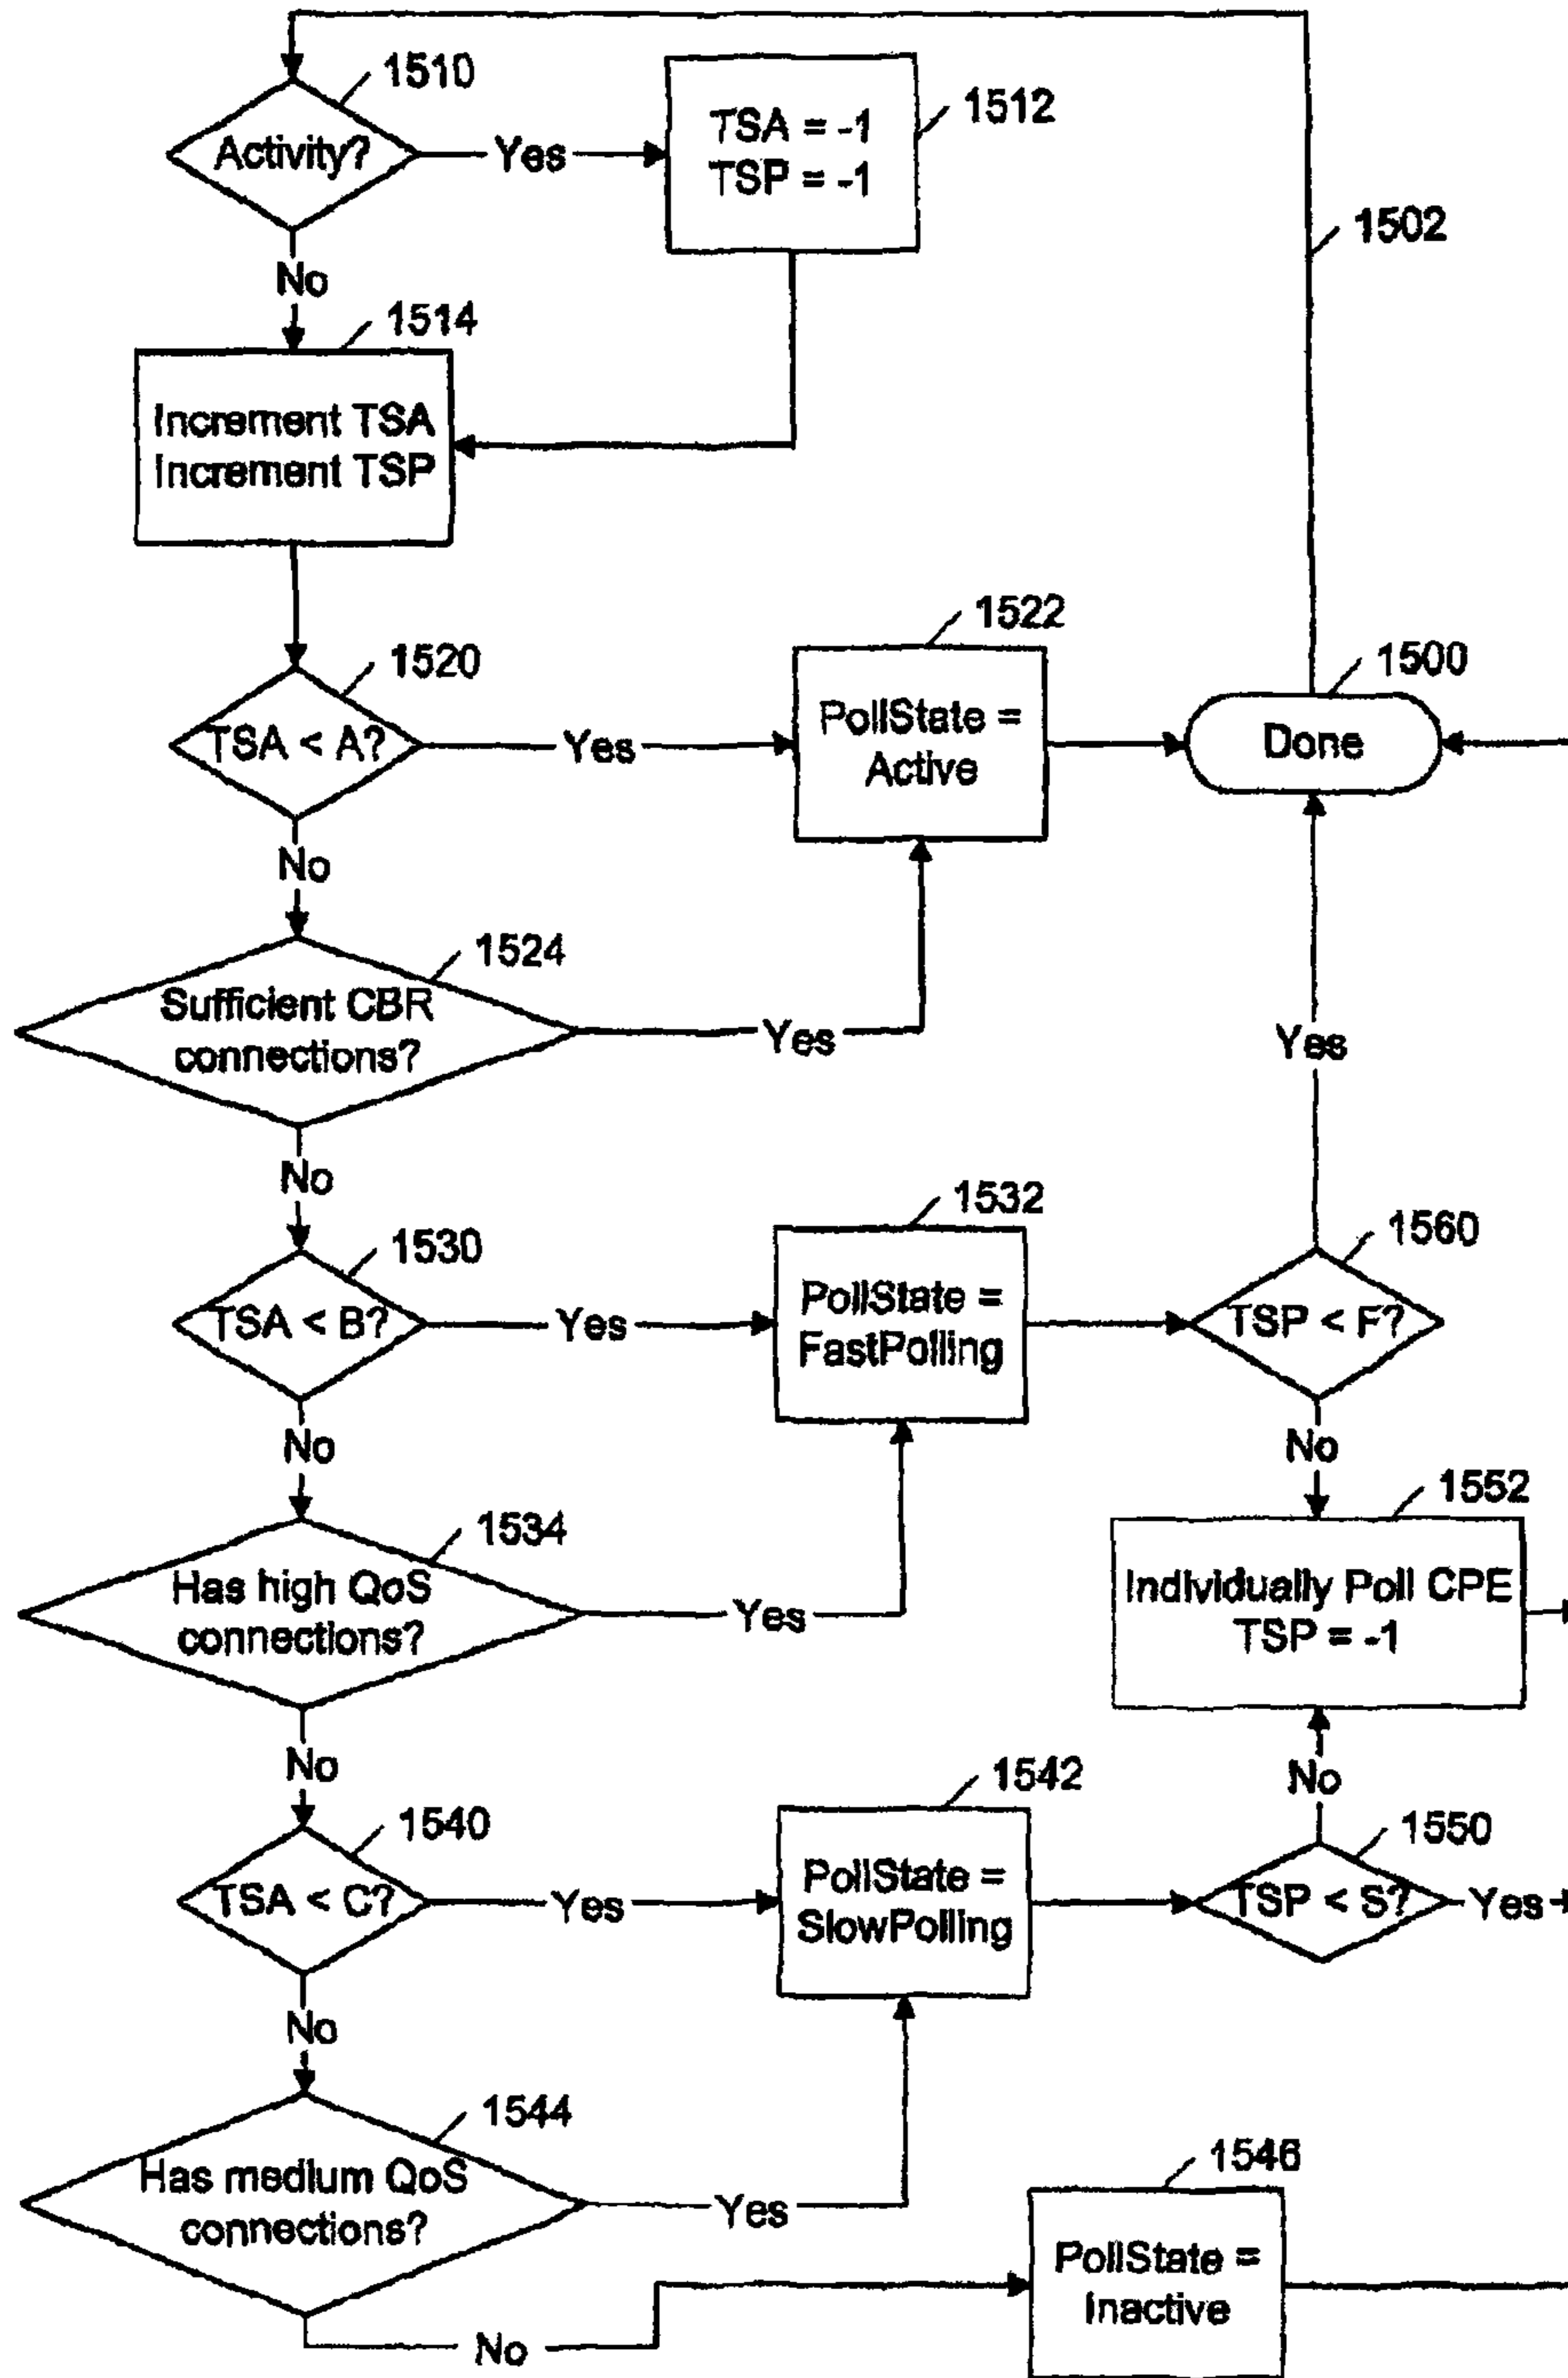 1510
Activity?
Yes
TSA = -1
TSP = -1
1512
1502
No
1514
Increment TSA
Increment TSP
1520
TSA < A?
Yes
1522
PollState =
Active
1500
Done
No
1524
Sufficient CBR
connections?
Yes
Yes
No
1530
TSA < B?
Yes
1532
PollState =
FastPolling
1560
TSP < F?
No
No
1534
Has high QoS
connections?
Yes
1552
Individually Poll CPE
TSP = -1
No
No
1540
TSA < C?
Yes
1542
PollState =
SlowPolling
1550
TSP < S?
Yes
No
1544
Has medium QoS
connections?
Yes
No
1546
PollState =
Inactive